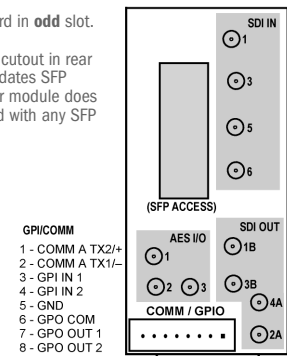 rd in odd slot.
cutout in rear
dates SFP
r module does
d with any SFP
SDI IN
1
3
5
6
(SFP ACCESS)
AES I/O
1
2 3
SDI OUT
1B
3B
4A
2A
COMM / GPIO
GPI/COMM
1 - COMM A TX2/+
2 - COMM A TX1/–
3 - GPI IN 1
4 - GPI IN 2
5 - GND
6 - GPO COM
7 - GPO OUT 1
8 - GPO OUT 2